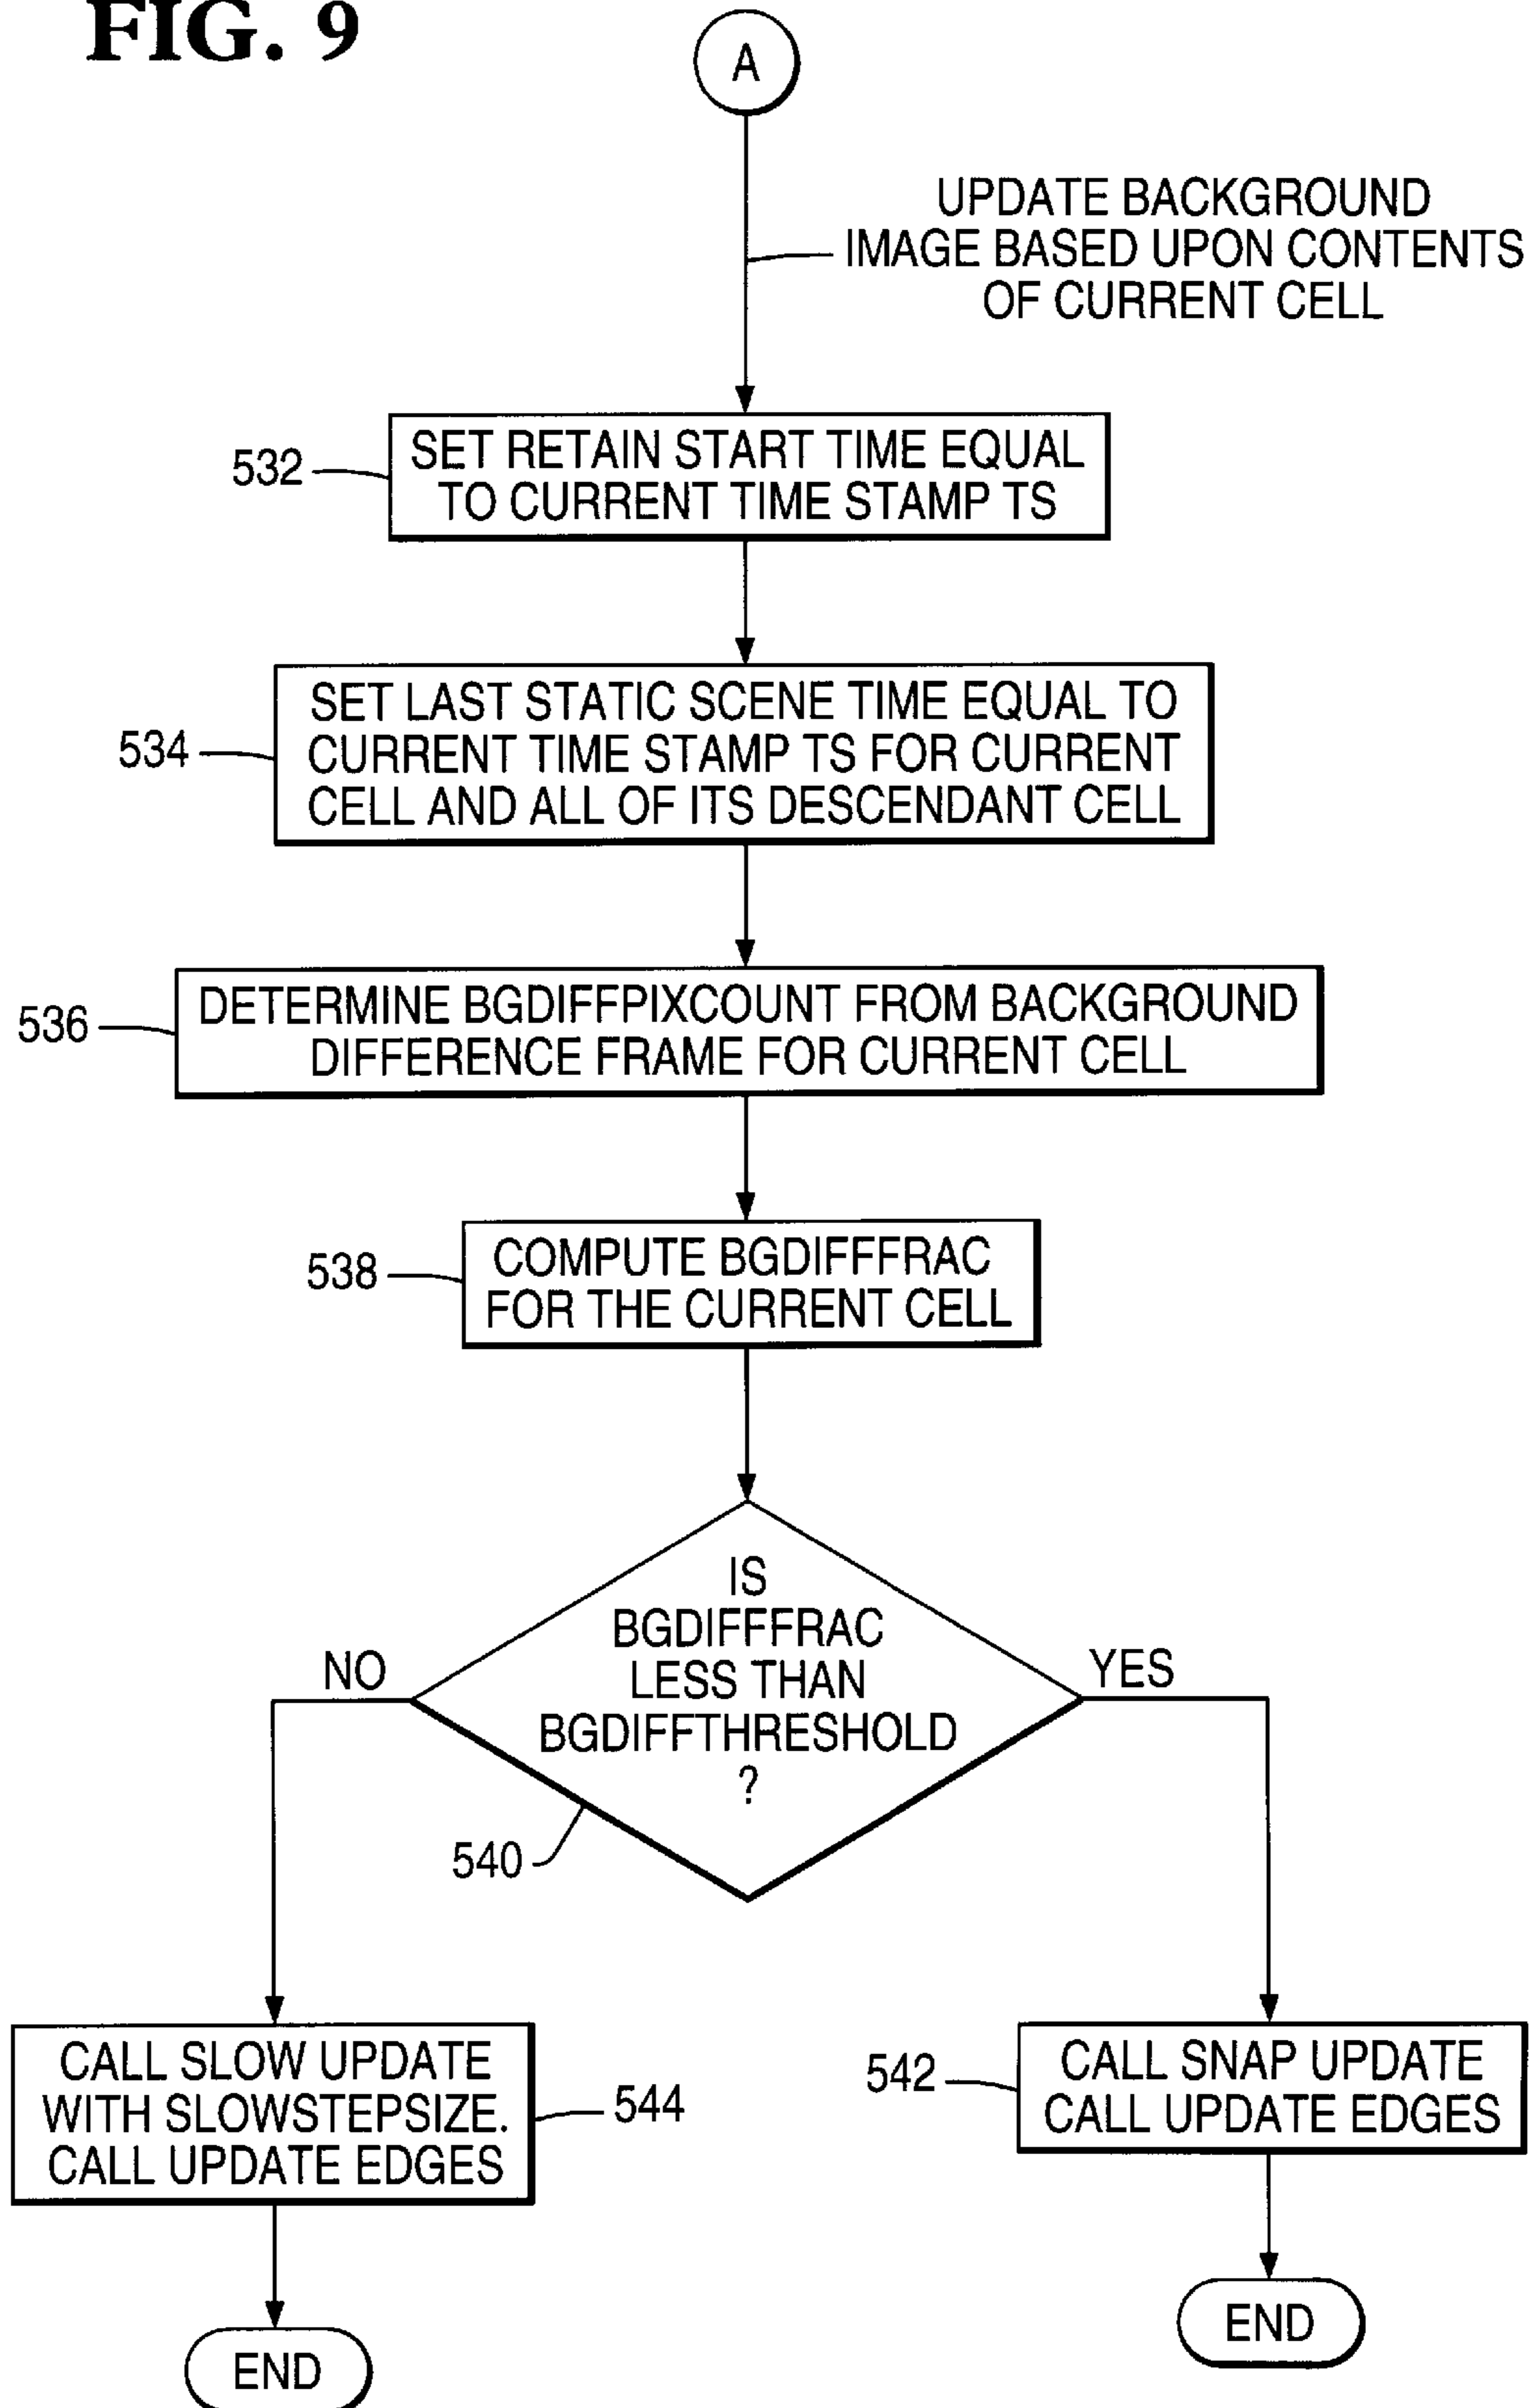 FIG. 9
A
UPDATE BACKGROUND
IMAGE BASED UPON CONTENTS
OF CURRENT CELL
532
SET RETAIN START TIME EQUAL
TO CURRENT TIME STAMP TS
534
SET LAST STATIC SCENE TIME EQUAL TO
CURRENT TIME STAMP TS FOR CURRENT
CELL AND ALL OF ITS DESCENDANT CELL
536
DETERMINE BGDIFFPIXCOUNT FROM BACKGROUND
DIFFERENCE FRAME FOR CURRENT CELL
538
COMPUTE BGDIFFFRAC
FOR THE CURRENT CELL
IS
BGDIFFFRAC
LESS THAN
BGDIFFTHRESHOLD
?
NO
YES
540
CALL SLOW UPDATE
WITH SLOWSTEPSIZE.
CALL UPDATE EDGES
544
542
CALL SNAP UPDATE
CALL UPDATE EDGES
END
END